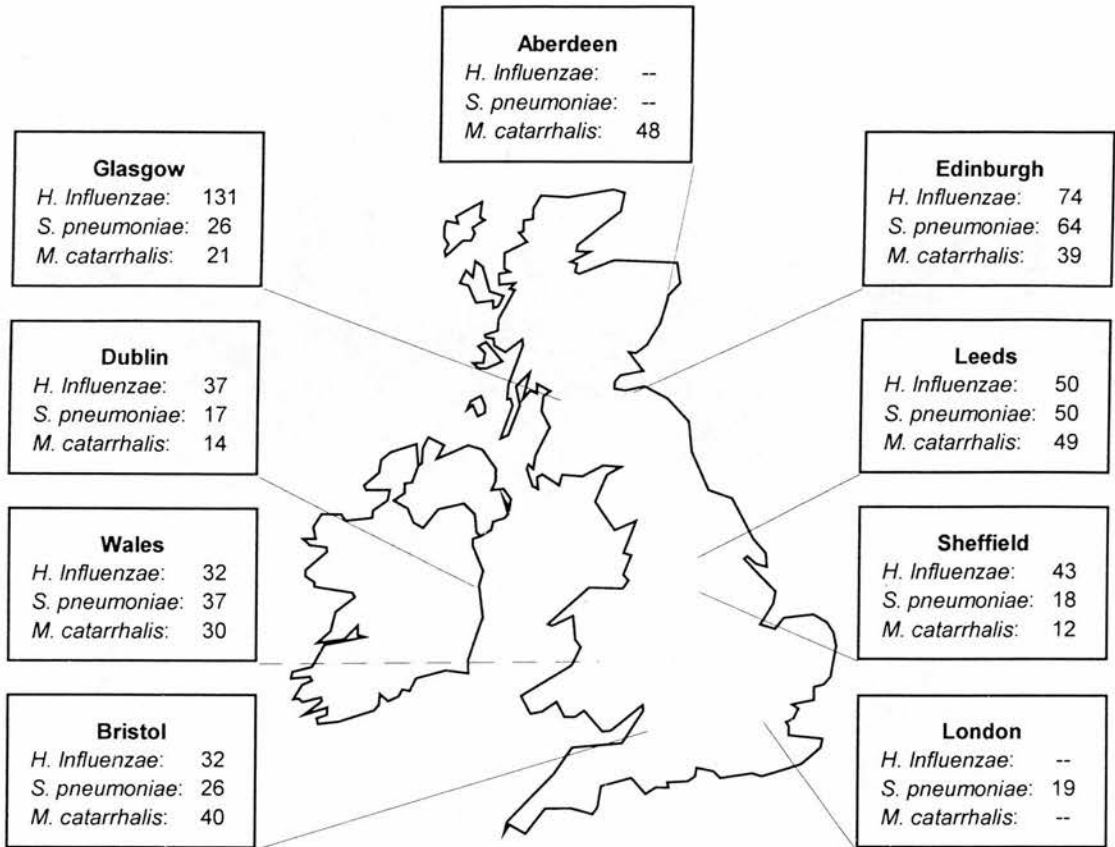 Aberdeen
H. Influenzae: --
S. pneumoniae: --
M. catarrhalis: 48
Glasgow
H. Influenzae: 131
S. pneumoniae: 26
M. catarrhalis: 21
Edinburgh
H. Influenzae: 74
S. pneumoniae: 64
M. catarrhalis: 39
Dublin
H. Influenzae: 37
S. pneumoniae: 17
M. catarrhalis: 14
Leeds
H. Influenzae: 50
S. pneumoniae: 50
M. catarrhalis: 49
Wales
H. Influenzae: 32
S. pneumoniae: 37
M. catarrhalis: 30
Sheffield
H. Influenzae: 43
S. pneumoniae: 18
M. catarrhalis: 12
Bristol
H. Influenzae: 32
S. pneumoniae: 26
M. catarrhalis: 40
London
H. Influenzae: --
S. pneumoniae: 19
M. catarrhalis: --